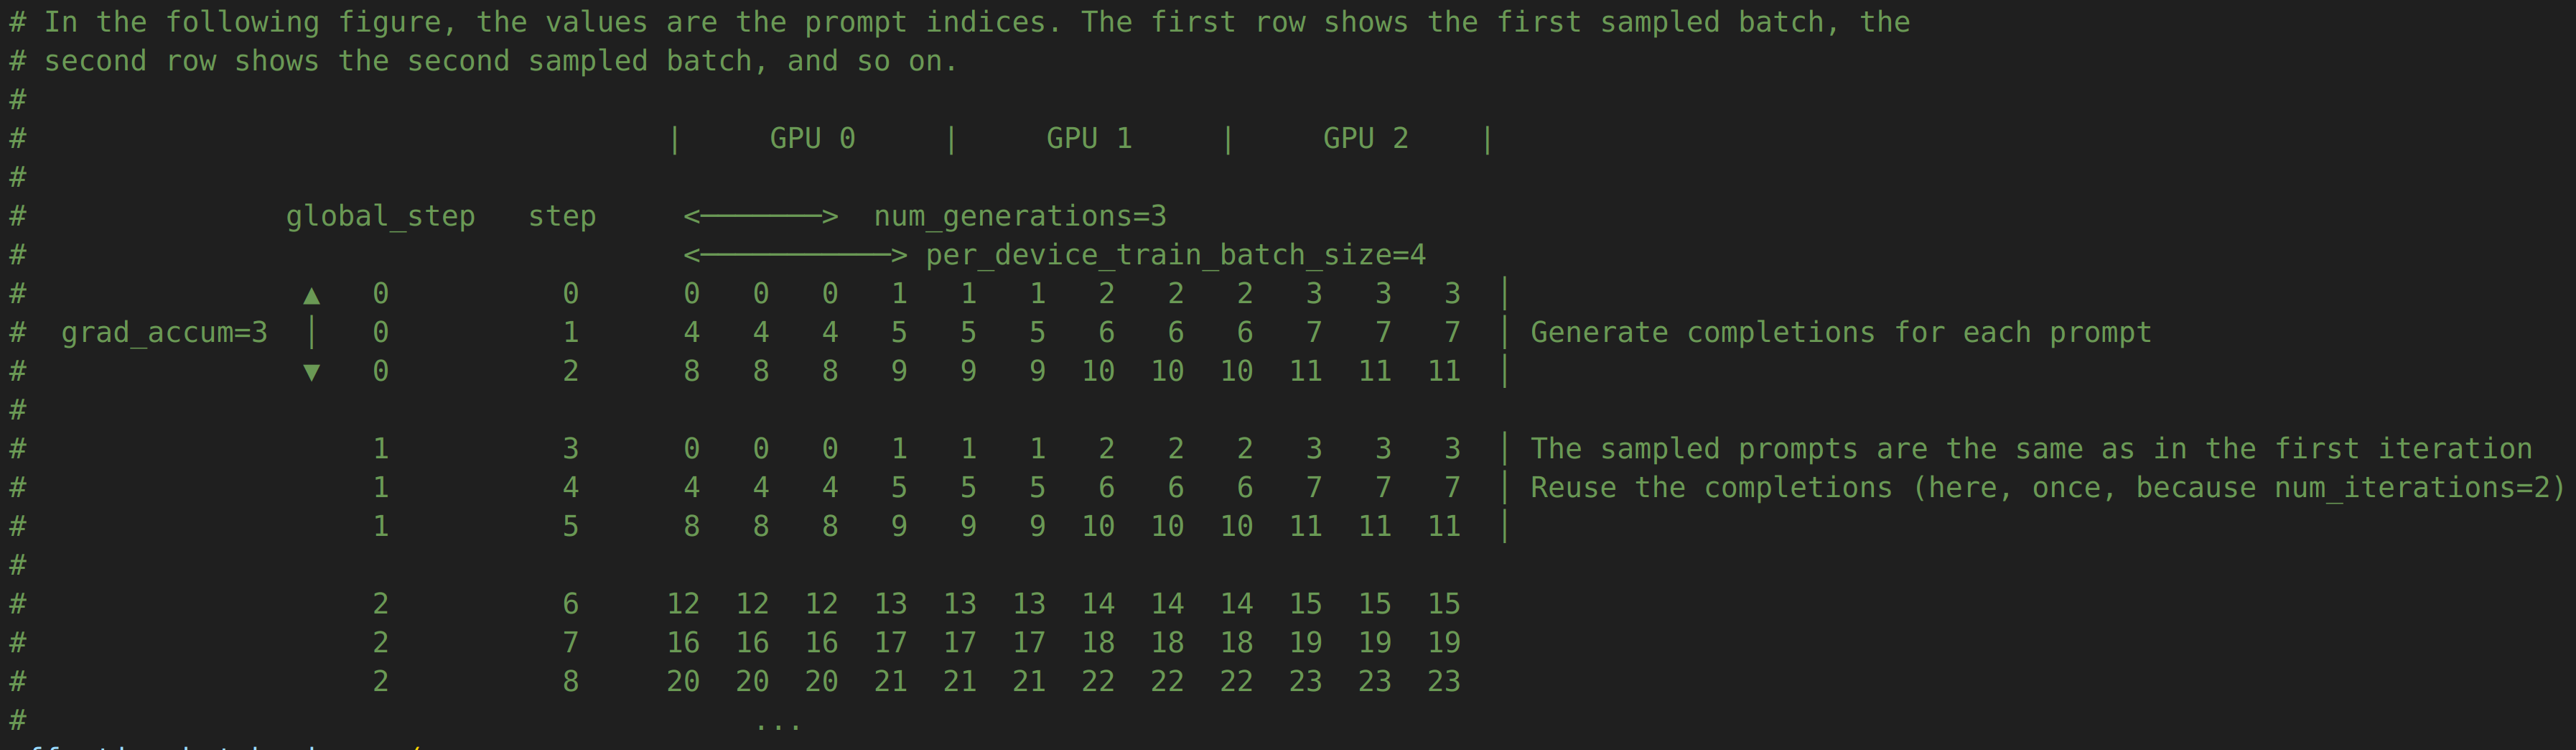 # In the following figure, the values are the prompt indices. The first row shows the first sampled batch, the
# second row shows the second sampled batch, and so on.
#
#                                     |     GPU 0     |     GPU 1     |     GPU 2    |
#
#               global_step   step     <───────>  num_generations=3
#                                      <───────────> per_device_train_batch_size=4
#                ▲   0          0      0   0   0   1   1   1   2   2   2   3   3   3  │
#  grad_accum=3  │   0          1      4   4   4   5   5   5   6   6   6   7   7   7  │ Generate completions for each prompt
#                ▼   0          2      8   8   8   9   9   9  10  10  10  11  11  11  │
#
#                    1          3      0   0   0   1   1   1   2   2   2   3   3   3  │ The sampled prompts are the same as in the first iteration
#                    1          4      4   4   4   5   5   5   6   6   6   7   7   7  │ Reuse the completions (here, once, because num_iterations=2)
#                    1          5      8   8   8   9   9   9  10  10  10  11  11  11  │
#
#                    2          6     12  12  12  13  13  13  14  14  14  15  15  15
#                    2          7     16  16  16  17  17  17  18  18  18  19  19  19
#                    2          8     20  20  20  21  21  21  22  22  22  23  23  23
#                                          ...